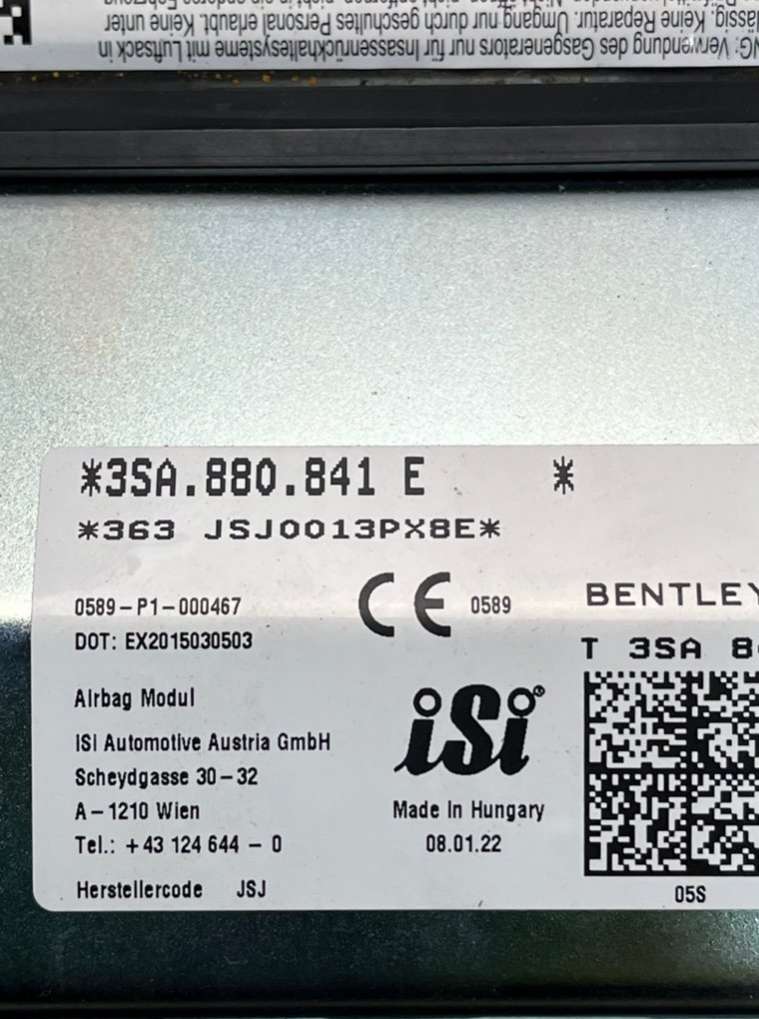 NG: Verwendung des Gasgenerators nur für Insassenrückhaltesysteme mit Luftsack in
lässig. Keine Reparatur. Umgang nur durch geschultes Personal erlaubt. Keine unter
*3SA.880.841 E *
*363 JSJ0013PX8E*
0589-P1-000467
DOT: EX2015030503
CE 0589
BENTLEY
T 3SA 8
Airbag Modul
iSi Automotive Austria GmbH
Scheydgasse 30-32
A-1210 Wien
Tel.: +43 124 644 - 0
Herstellercode JSJ
iSi®
Made In Hungary
08.01.22
05S